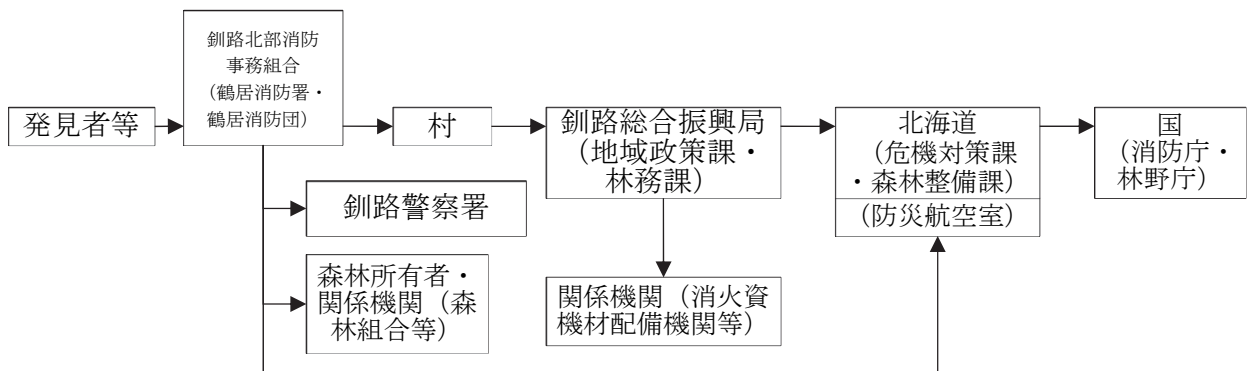 発見者等
釧路北部消防
事務組合
（鶴居消防署・
鶴居消防団）
村
釧路総合振興局
（地域政策課・
林務課）
北海道
（危機対策課
・森林整備課）
（防災航空室）
国
（消防庁・
林野庁）
釧路警察署
森林所有者・
関係機関（森
林組合等）
関係機関（消火資
機材配備機関等）